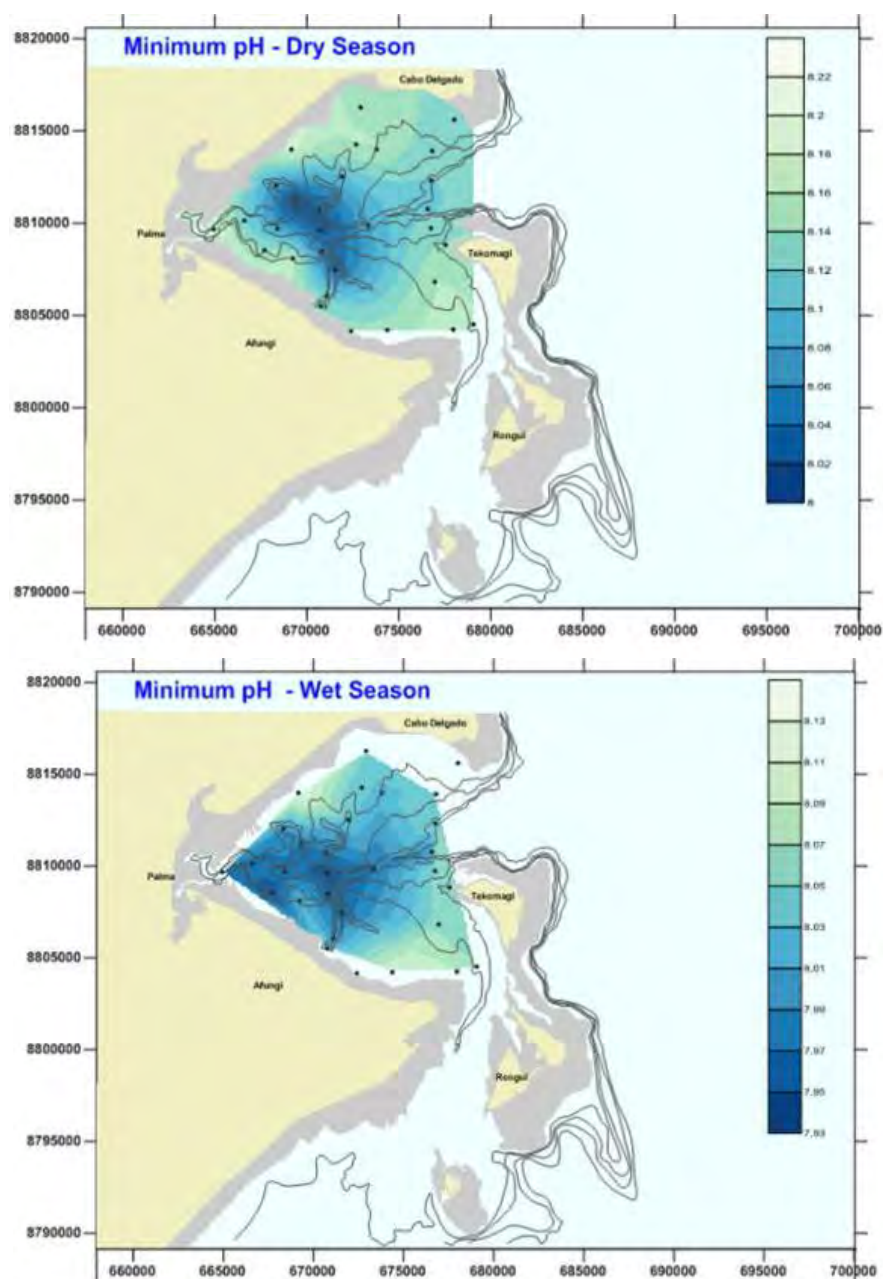 Minimum pH - Dry Season
8820000
8815000
8810000
8805000
8800000
8795000
8790000
Cabo Delgado
Palma
Tekomagi
Afungi
Rongui
8.22
8.2
8.18
8.16
8.14
8.12
8.1
8.08
8.06
8.04
8.02
8
660000 665000 670000 675000 680000 685000 690000 695000 700000
Minimum pH - Wet Season
8820000
8815000
8810000
8805000
8800000
8795000
8790000
Cabo Delgado
Palma
Tekomagi
Afungi
Rongui
8.13
8.11
8.09
8.07
8.05
8.03
8.01
7.99
7.97
7.95
7.93
660000 665000 670000 675000 680000 685000 690000 695000 700000